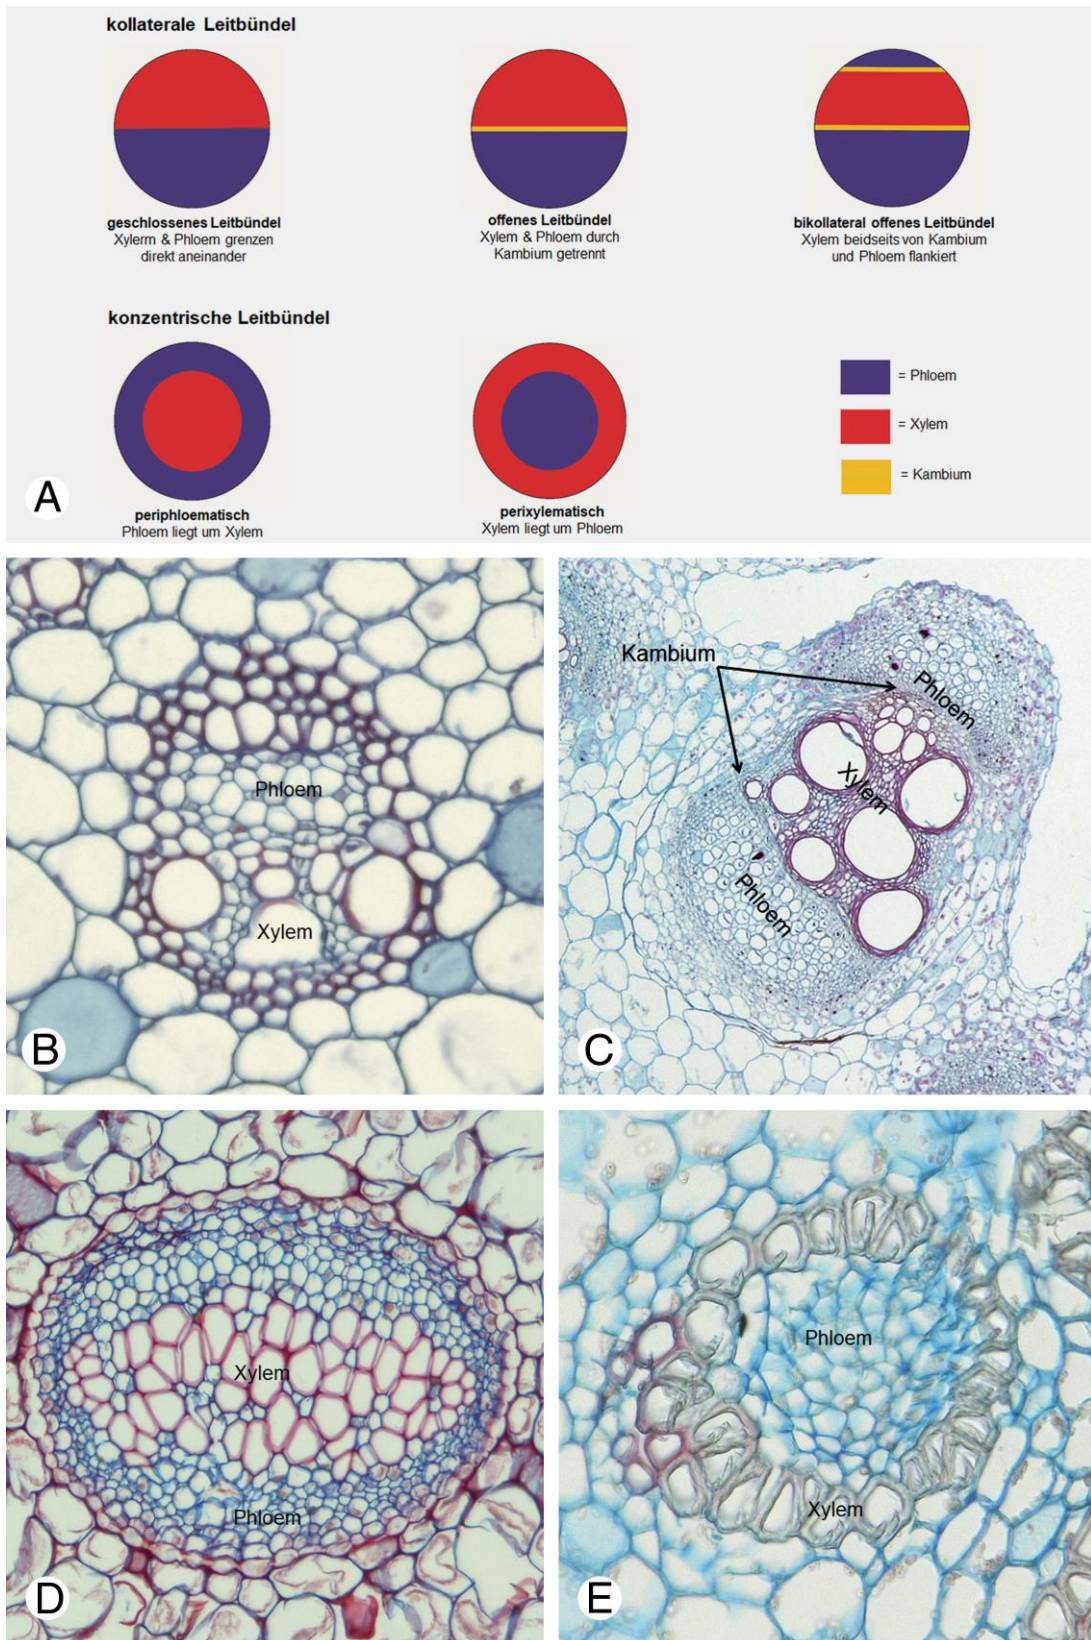 kollaterale Leitbündel
geschlossenes Leitbündel
Xylerm & Phloem grenzen
direkt aneinander
offenes Leitbündel
Xylem & Phloem durch
Kambium getrennt
bikollateral offenes Leitbündel
Xylem beidseits von Kambium
und Phloem flankiert
konzentrische Leitbündel
periphloematisch
Phloem liegt um Xylem
perixylematisch
Xylem liegt um Phloem
= Phloem
= Xylem
= Kambium
A
Phloem
Xylem
B
Kambium
Phloem
Xylem
Phloem
C
Xylem
Phloem
D
Phloem
Xylem
E